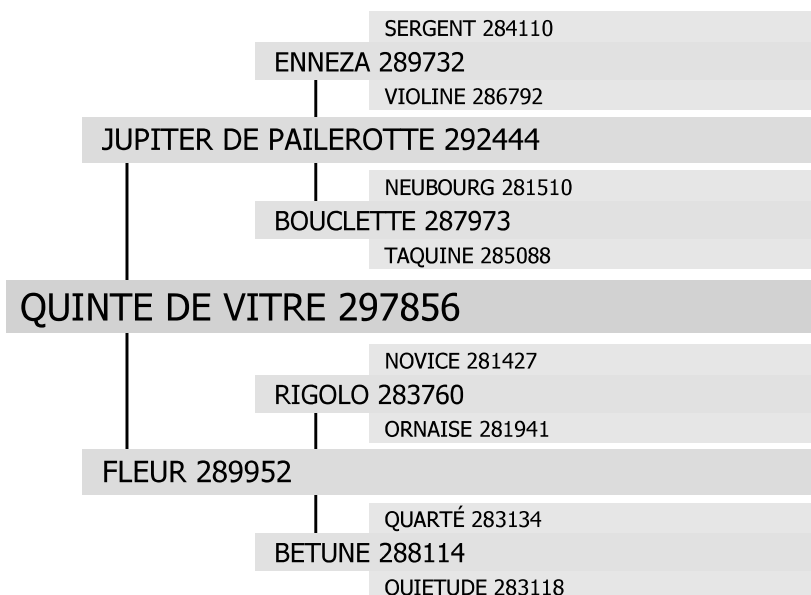 SERGENT 284110
ENNEZA 289732
VIOLINE 286792
JUPITER DE PAILEROTTE 292444
NEUBOURG 281510
BOUCLETTE 287973
TAQUINE 285088
QUINTE DE VITRE 297856
NOVICE 281427
RIGOLO 283760
ORNAISE 281941
FLEUR 289952
QUARTÉ 283134
BETUNE 288114
QUIETUDE 283118